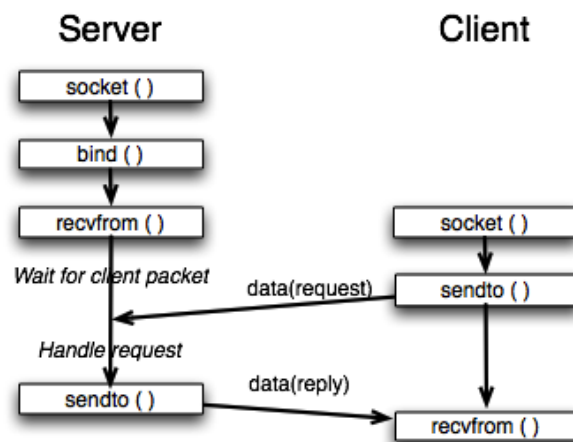 Server
Client
socket ( )
bind ( )
recvfrom ( )
socket ( )
Wait for client packet
data(request)
sendto ( )
Handle request
data(reply)
sendto ( )
recvfrom ( )